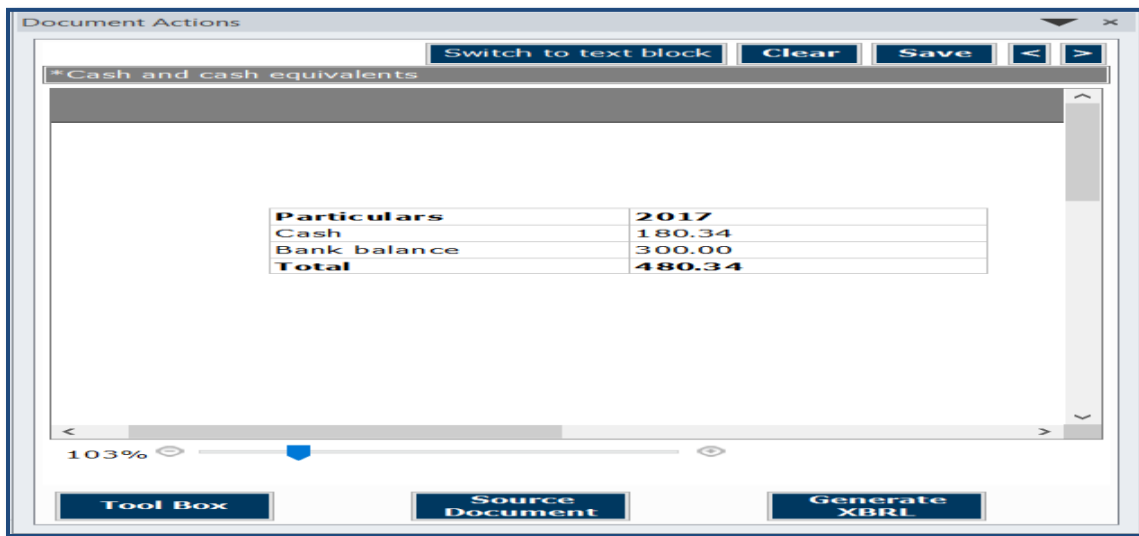 Document Actions
Switch to text block Clear Save < >
*Cash and cash equivalents
Particulars 2017
Cash 180.34
Bank balance 300.00
Total 480.34
103%
Tool Box Source Document Generate XBRL